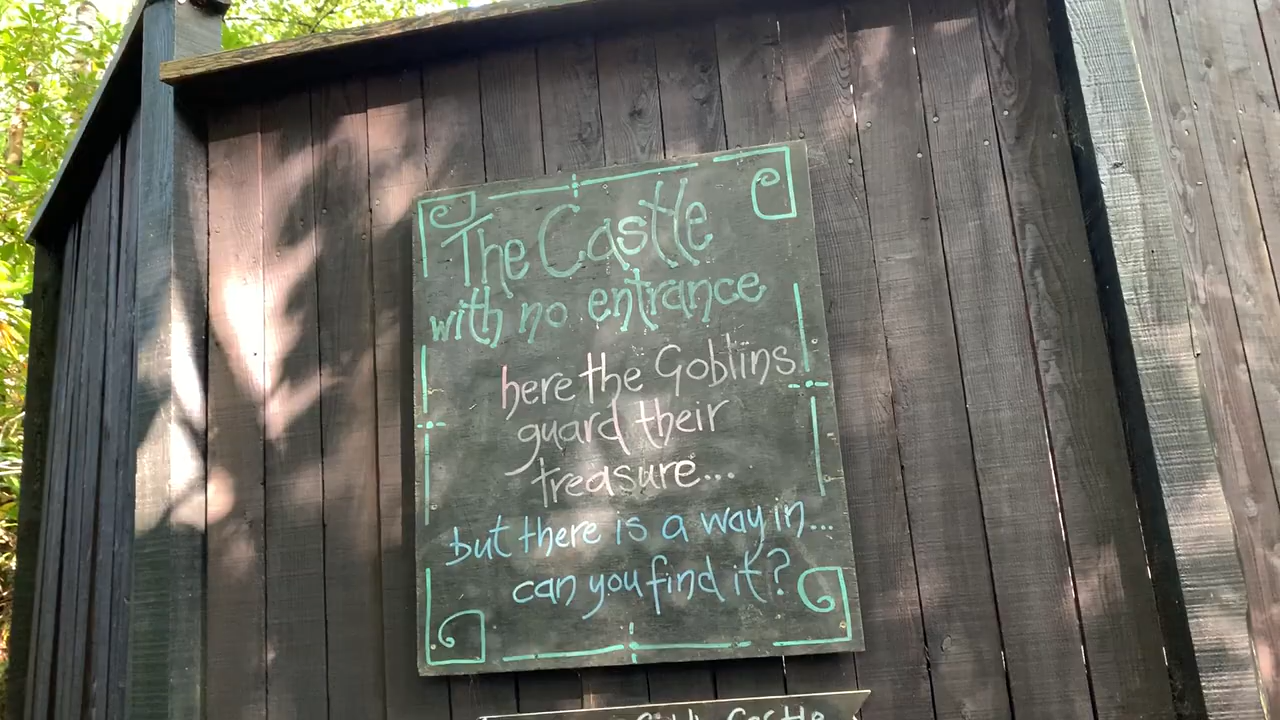 The Castle
with no entrance
here the Goblins
guard their
treasure...
but there is a way in...
can you find it?
Castle